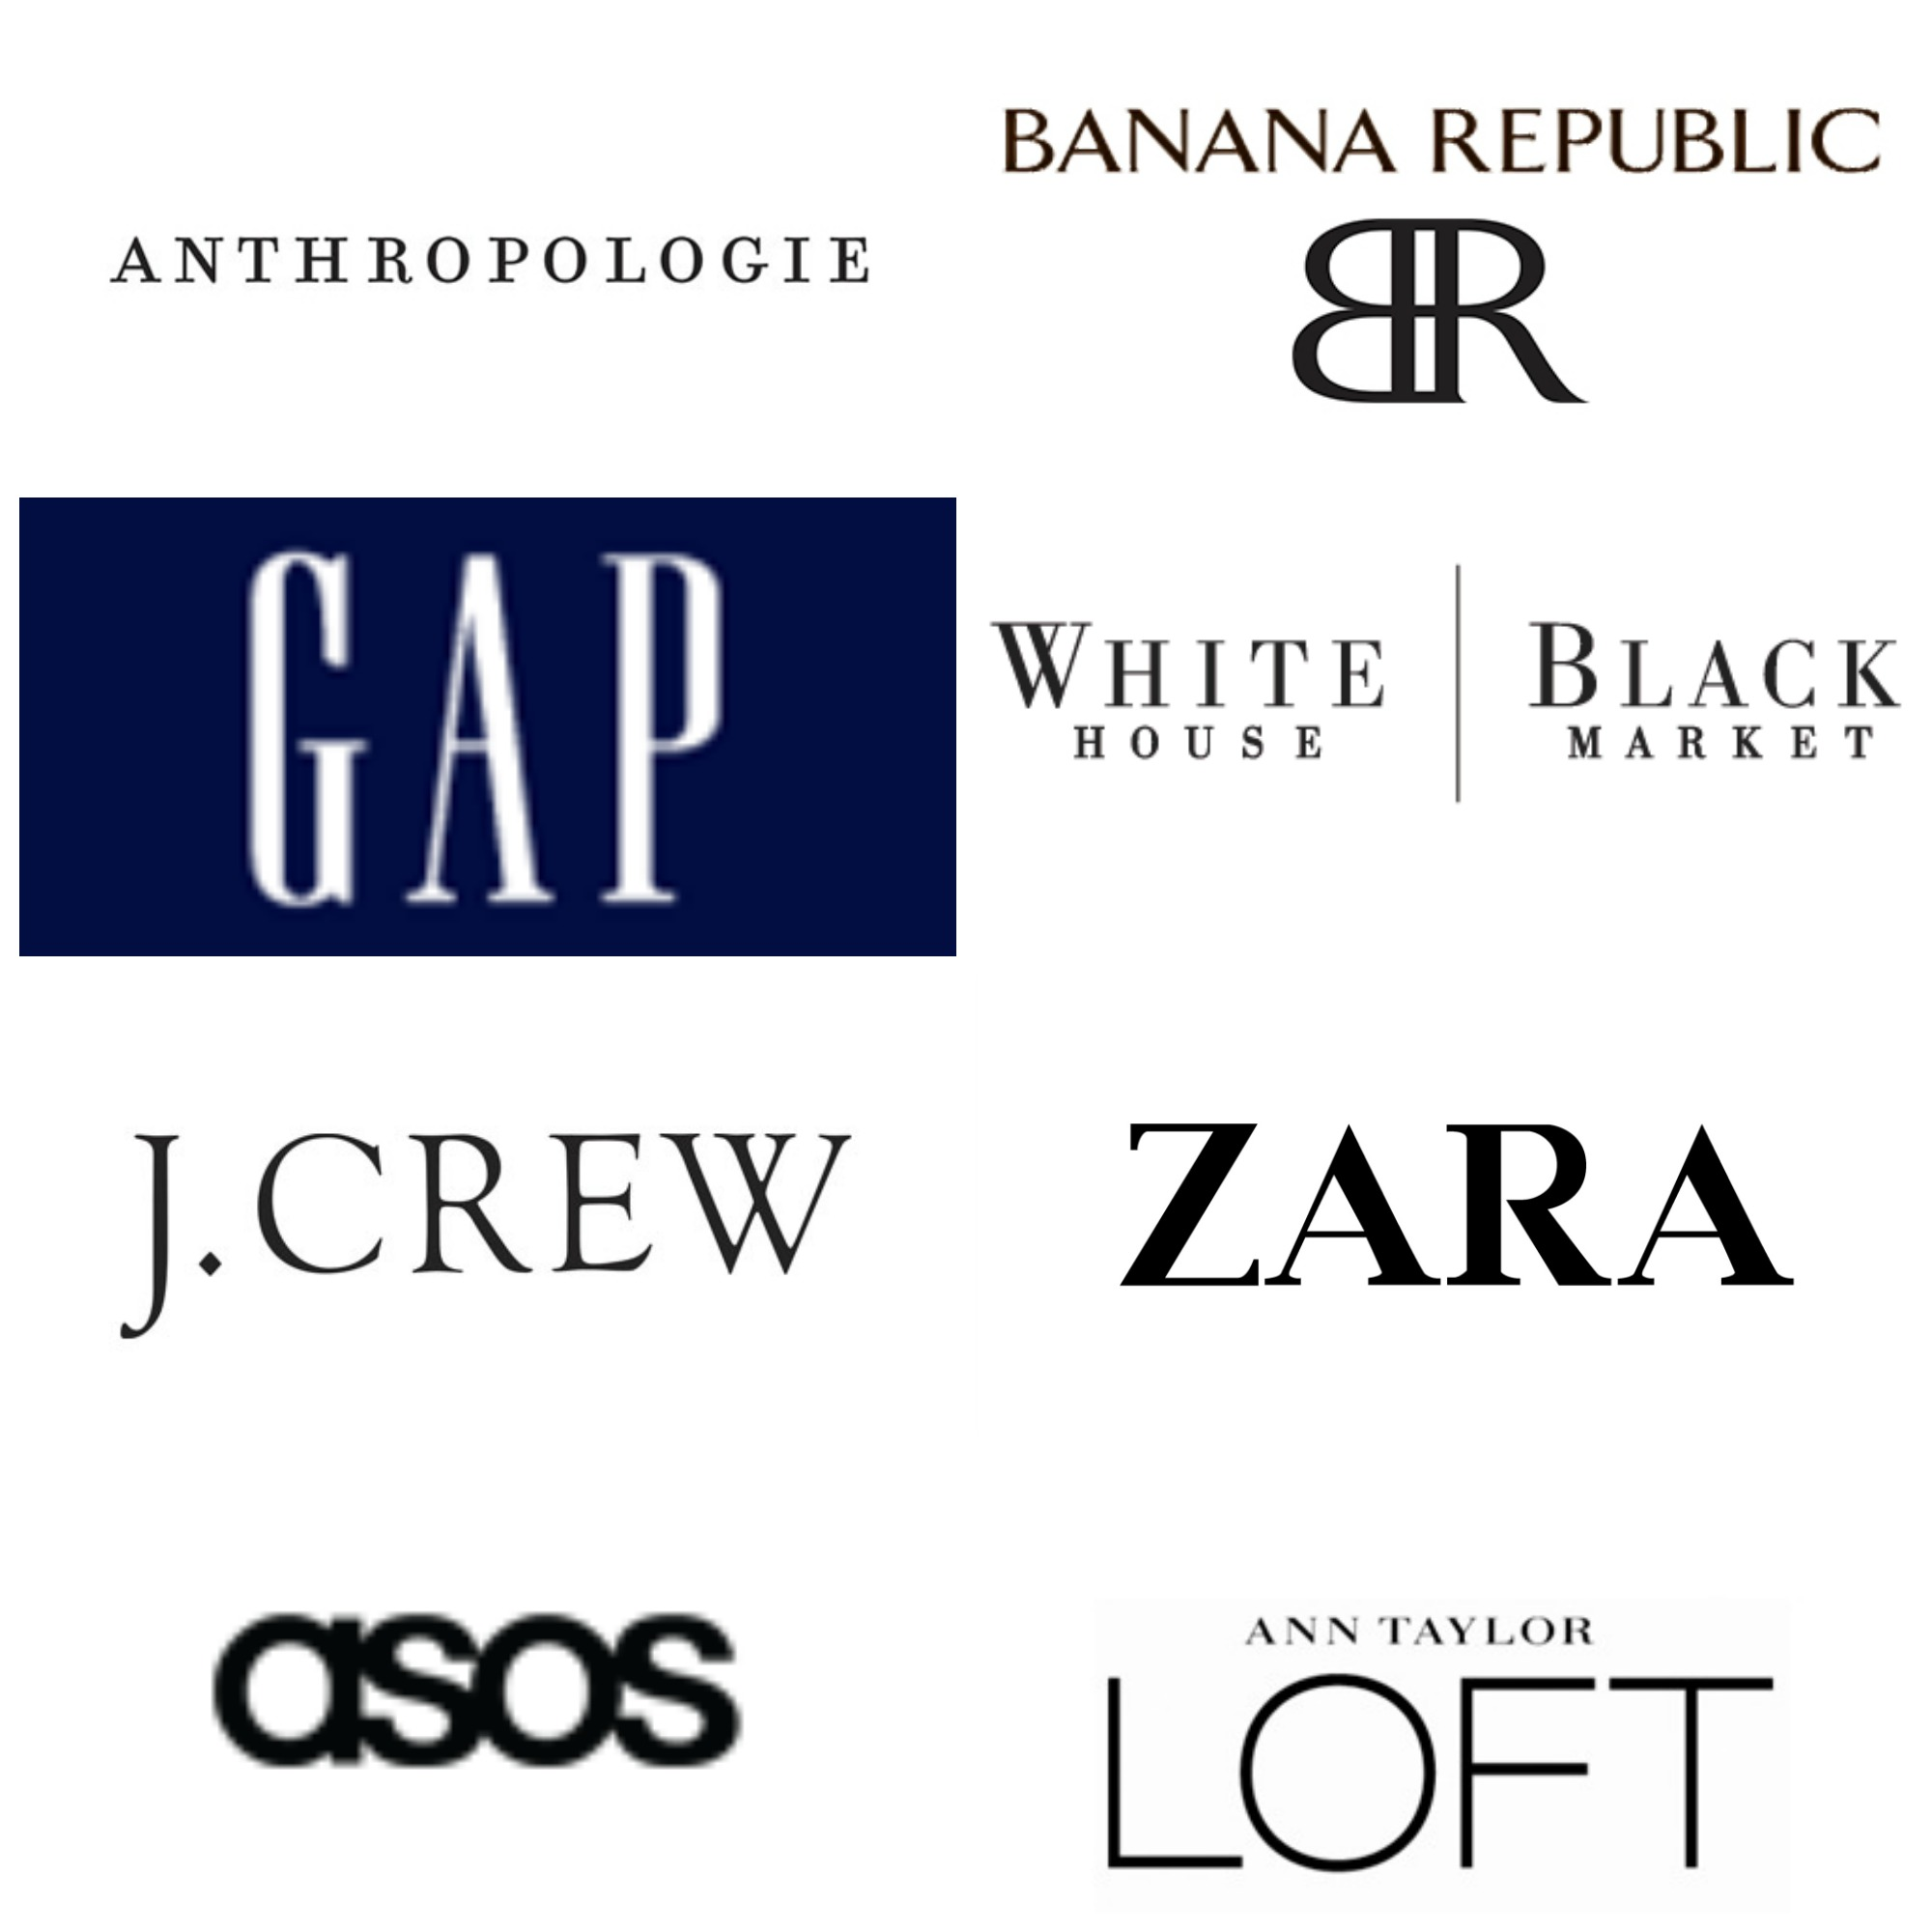 ANTHROPOLOGIE
BANANA REPUBLIC
BR
GAP
WHITE
HOUSE
BLACK
MARKET
J.CREW
ZARA
asos
ANN TAYLOR
LOFT